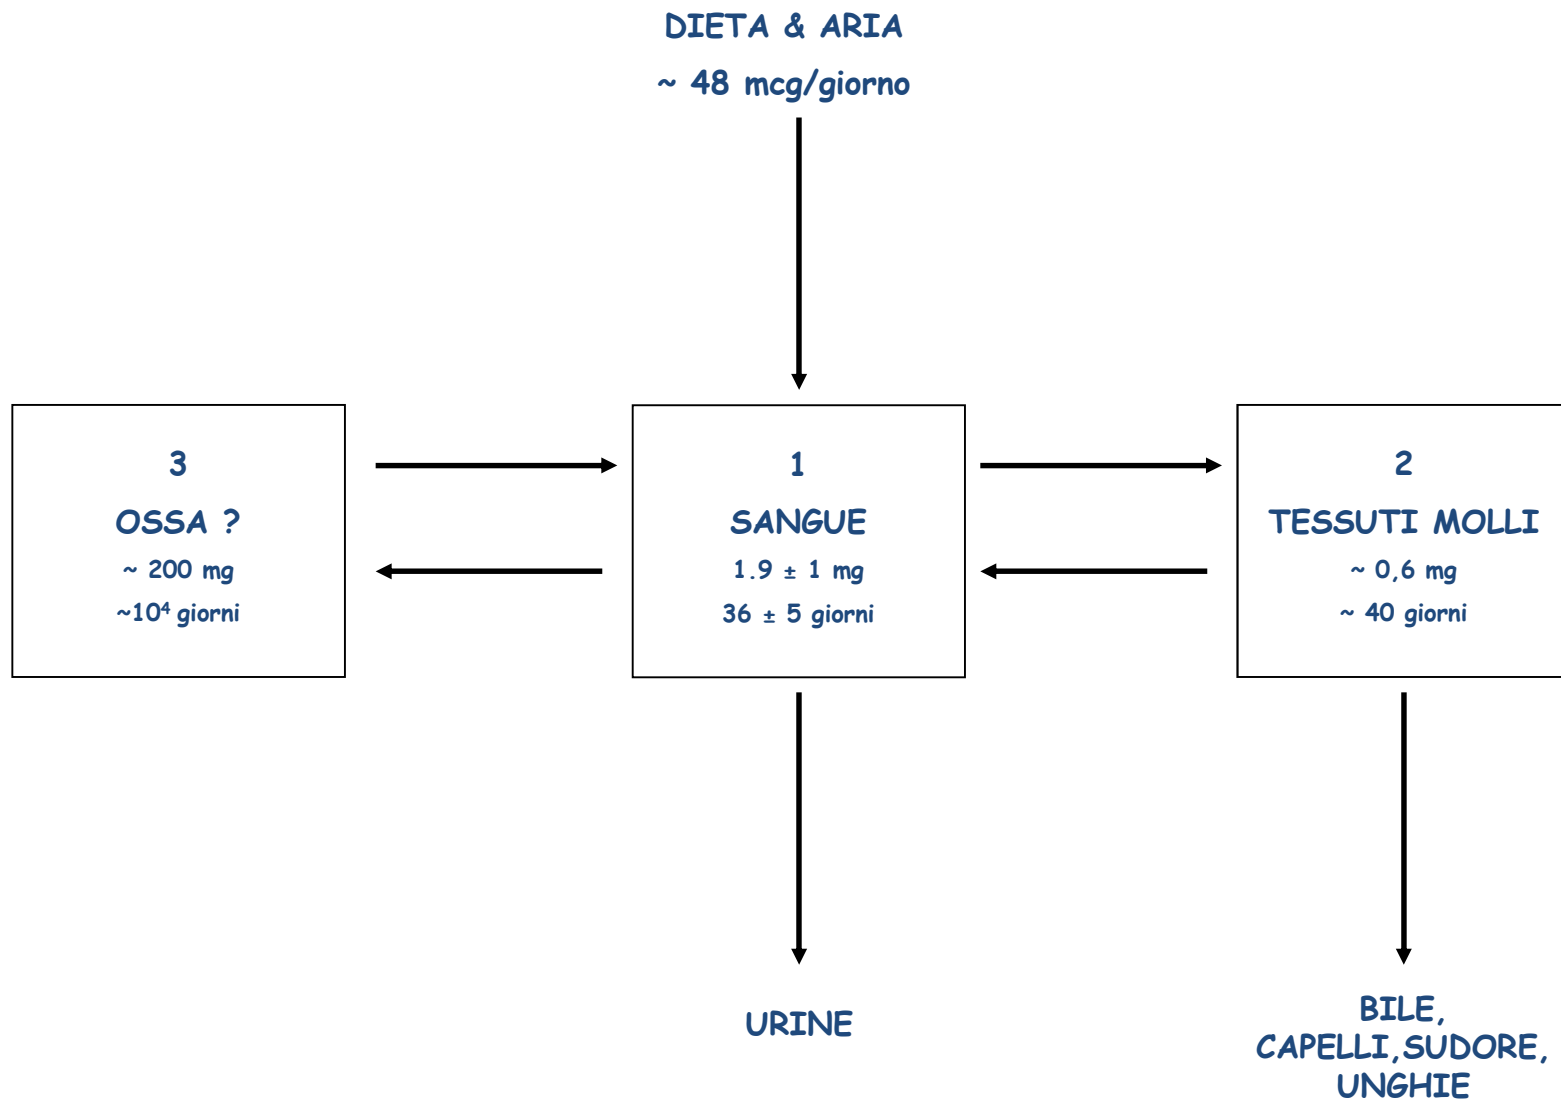 DIETA & ARIA
~ 48 mcg/giorno
3
OSSA ?
~ 200 mg
~10⁴ giorni
1
SANGUE
1.9 ± 1 mg
36 ± 5 giorni
2
TESSUTI MOLLI
~ 0,6 mg
~ 40 giorni
URINE
BILE,
CAPELLI,SUDORE,
UNGHIE